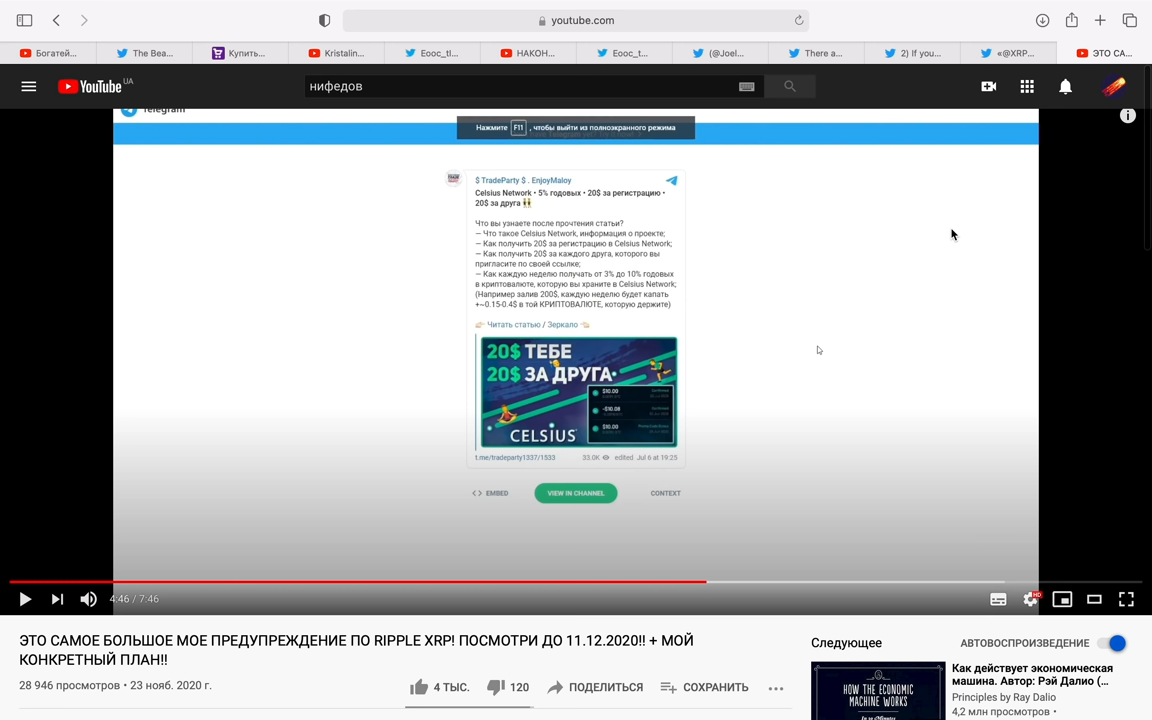 youtube.com
Богатей...
The Bea...
Купить...
Kristalin...
Eooc_tl...
НАКОН...
Eooc_t...
(@Joel...
There a...
2) If you...
«@XRP...
ЭТО СА...
YouTube UA
нифедов
Telegram
Нажмите F11 , чтобы выйти из полноэкранного режима
$ TradeParty $ . EnjoyMaloy
Celsius Network • 5% годовых • 20$ за регистрацию •
20$ за друга 👯
Что вы узнаете после прочтения статьи?
— Что такое Celsius Network, информация о проекте;
— Как получить 20$ за регистрацию в Celsius Network;
— Как получить 20$ за каждого друга, которого вы
пригласите по своей ссылке;
— Как каждую неделю получать от 3% до 10% годовых
в криптовалюте, которую вы храните в Celsius Network;
(Например залив 200$, каждую неделю будет капать
+~0.15-0.4$ в той КРИПТОВАЛЮТЕ, которую держите)
👉🏻 Читать статью / Зеркало 👈🏻
20$ ТЕБЕ
20$ ЗА ДРУГА
$10.00
-$10.08
$10.00
CELSIUS
t.me/tradeparty1337/1533 33.0K edited Jul 6 at 19:25
<> EMBED VIEW IN CHANNEL CONTEXT
4:46 / 7:46
HD
ЭТО САМОЕ БОЛЬШОЕ МОЕ ПРЕДУПРЕЖДЕНИЕ ПО RIPPLE XRP! ПОСМОТРИ ДО 11.12.2020!! + МОЙ
КОНКРЕТНЫЙ ПЛАН!!
28 946 просмотров • 23 нояб. 2020 г.
4 ТЫС. 120 ПОДЕЛИТЬСЯ СОХРАНИТЬ
Следующее АВТОВОСПРОИЗВЕДЕНИЕ
HOW THE ECONOMIC
MACHINE WORKS
Как действует экономическая
машина. Автор: Рэй Далио (...
Principles by Ray Dalio
4,2 млн просмотров •